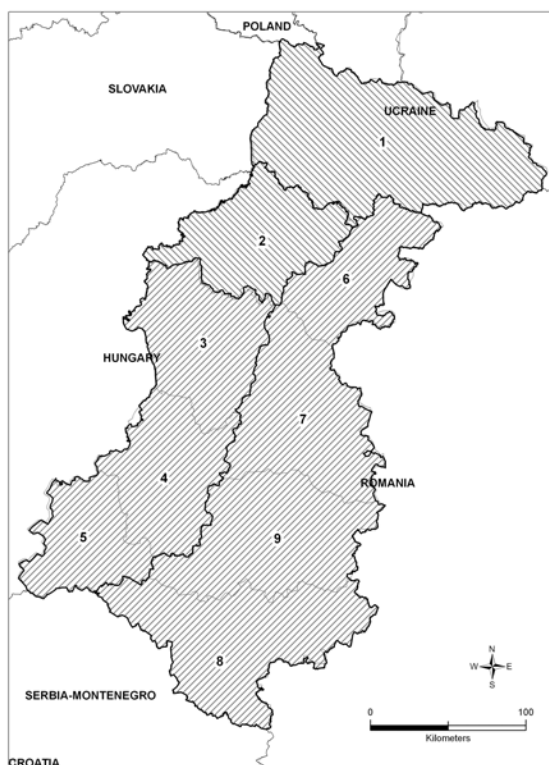 POLAND
SLOVAKIA
UCRAINE
1
2
6
3
HUNGARY
7
4
ROMANIA
5
9
8
N
W E
S
SERBIA-MONTENEGRO
0 100
Kilometers
CROATIA